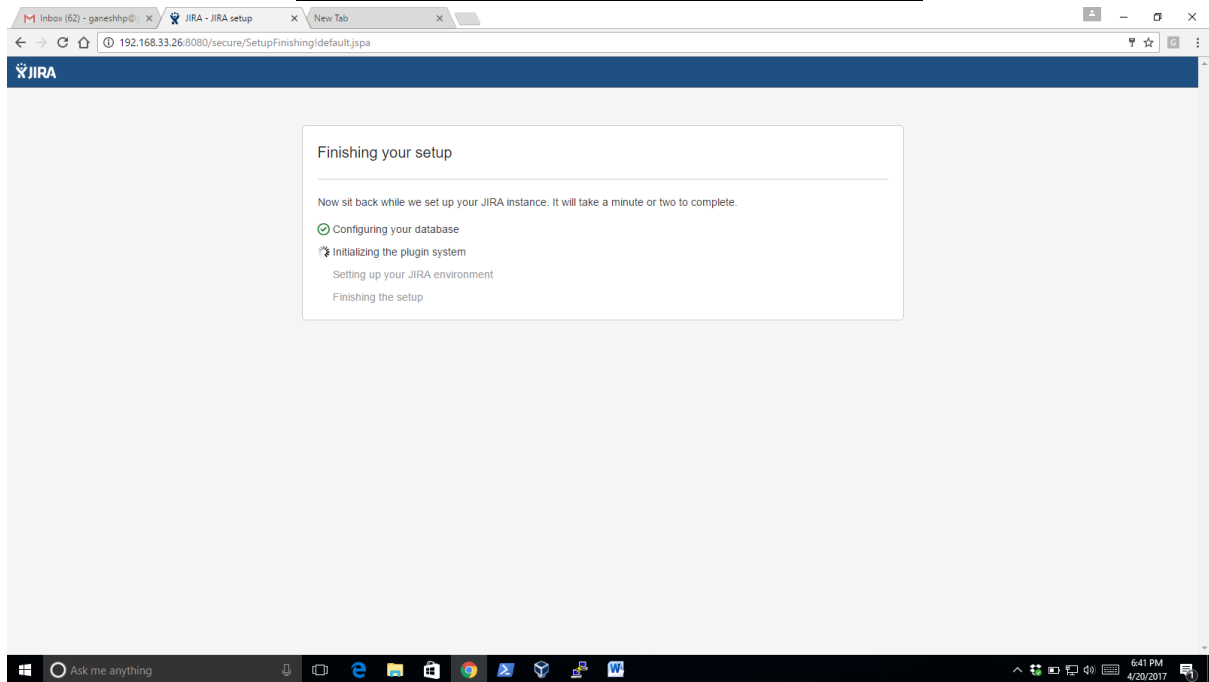 Inbox (62) - ganeshhp@
JIRA - JIRA setup
New Tab
192.168.33.26:8080/secure/SetupFinishing!default.jspa
G
JIRA
Finishing your setup
Now sit back while we set up your JIRA instance. It will take a minute or two to complete.
Configuring your database
Initializing the plugin system
Setting up your JIRA environment
Finishing the setup
Ask me anything
6:41 PM
4/20/2017